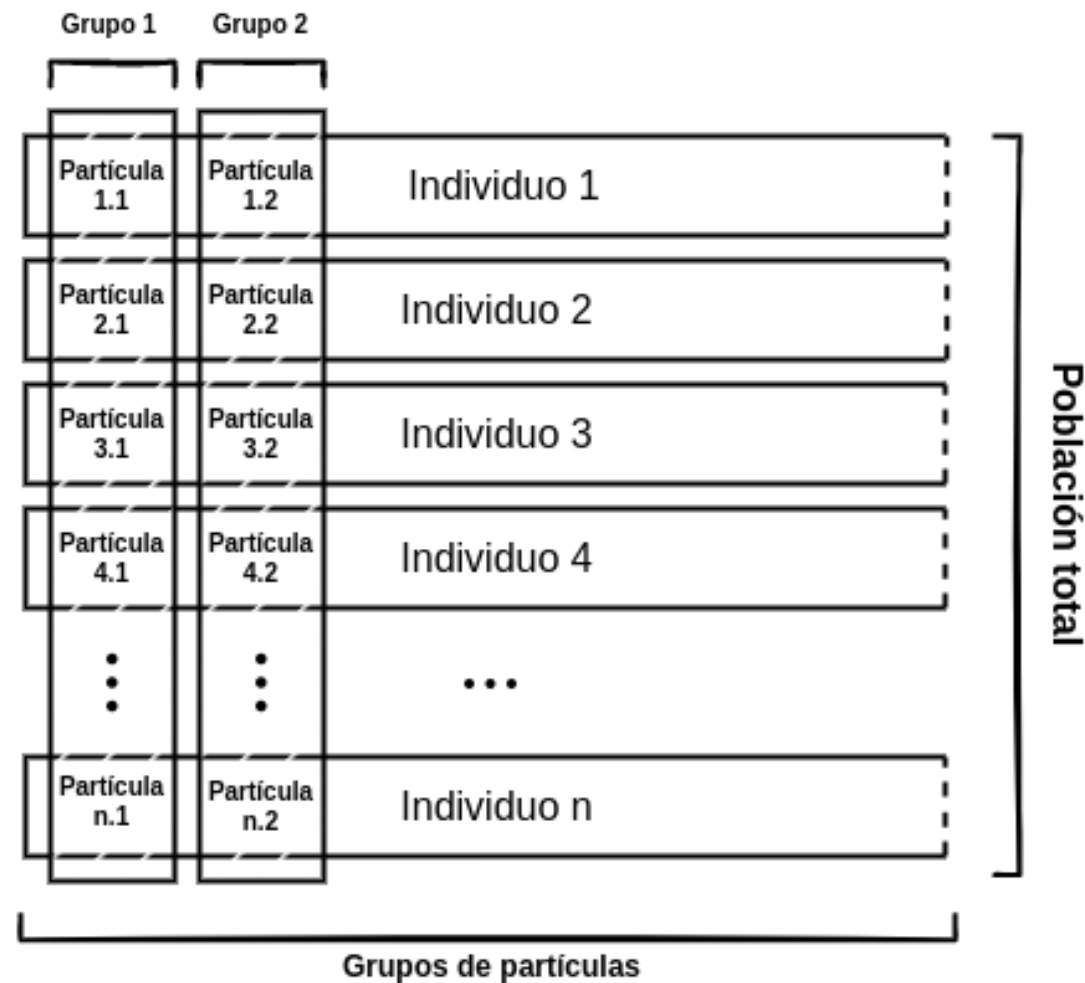 Grupo 1 Grupo 2
Partícula Partícula
1.1 1.2
Individuo 1
Partícula Partícula
2.1 2.2
Individuo 2
Partícula Partícula
3.1 3.2
Individuo 3
Partícula Partícula
4.1 4.2
Individuo 4
...
Partícula Partícula
n.1 n.2
Individuo n
Población total
Grupos de partículas